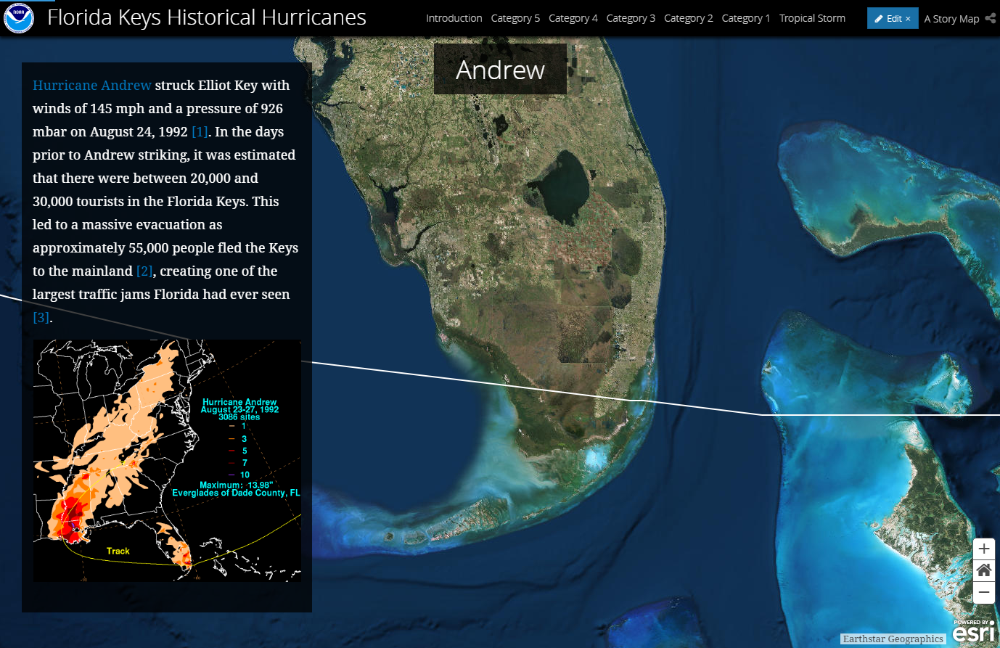 NOAA
Florida Keys Historical Hurricanes
Introduction Category 5 Category 4 Category 3 Category 2 Category 1 Tropical Storm
Edit ×
A Story Map
Andrew
Hurricane Andrew struck Elliot Key with
winds of 145 mph and a pressure of 926
mbar on August 24, 1992 [1]. In the days
prior to Andrew striking, it was estimated
that there were between 20,000 and
30,000 tourists in the Florida Keys. This
led to a massive evacuation as
approximately 55,000 people fled the Keys
to the mainland [2], creating one of the
largest traffic jams Florida had ever seen
[3].
Hurricane Andrew
August 23-27, 1992
3086 sites
1
3
5
7
10
Maximum: 13.98"
Everglades of Dade County, FL
Track
+
−
POWERED BY
esri
Earthstar Geographics